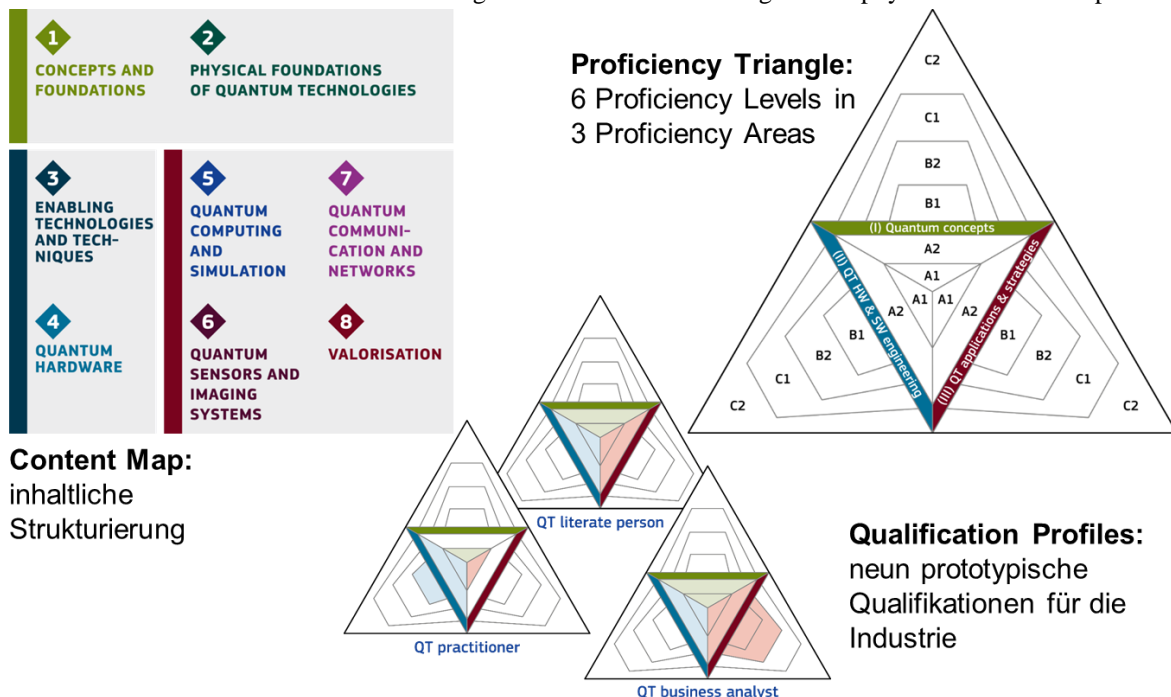 1
CONCEPTS AND
FOUNDATIONS
2
PHYSICAL FOUNDATIONS
OF QUANTUM TECHNOLOGIES
3
ENABLING
TECHNOLOGIES
AND TECH-
NIQUES
4
QUANTUM
HARDWARE
5
QUANTUM
COMPUTING
AND
SIMULATION
6
QUANTUM
SENSORS AND
IMAGING
SYSTEMS
7
QUANTUM
COMMUNI-
CATION AND
NETWORKS
8
VALORISATION
Content Map:
inhaltliche
Strukturierung
Proficiency Triangle:
6 Proficiency Levels in
3 Proficiency Areas
C2
C1
B2
B1
(I) Quantum concepts
A2
A1
(II) QT HW & SW engineering
A1
A2
B1
B2
C1
C2
(III) QT applications & strategies
A1
A2
B1
B2
C1
C2
QT literate person
QT practitioner
QT business analyst
Qualification Profiles:
neun prototypische
Qualifikationen für die
Industrie